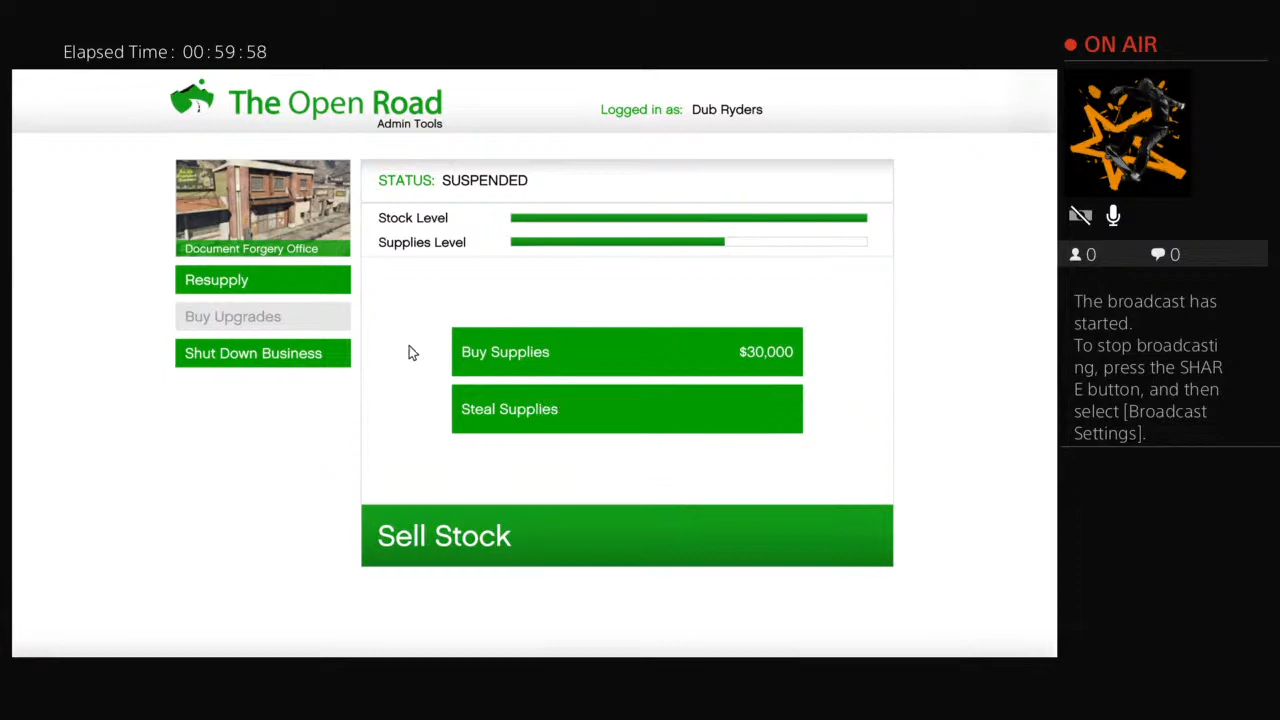 Elapsed Time: 00:59:58
ON AIR
The Open Road
Admin Tools
Logged in as: Dub Ryders
STATUS: SUSPENDED
Stock Level
Supplies Level
Document Forgery Office
Resupply
Buy Upgrades
Shut Down Business
Buy Supplies $30,000
Steal Supplies
Sell Stock
0 0
The broadcast has
started.
To stop broadcasti
ng, press the SHAR
E button, and then
select [Broadcast
Settings].